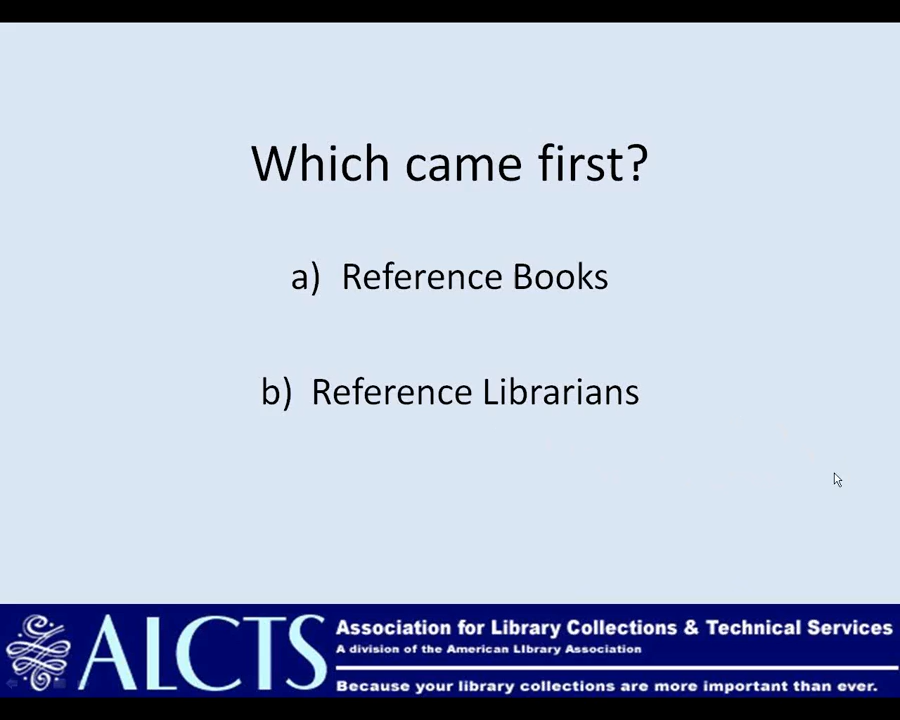 Which came first?
a) Reference Books
b) Reference Librarians
ALCTS
Association for Library Collections & Technical Services
A division of the American Library Association
Because your library collections are more important than ever.